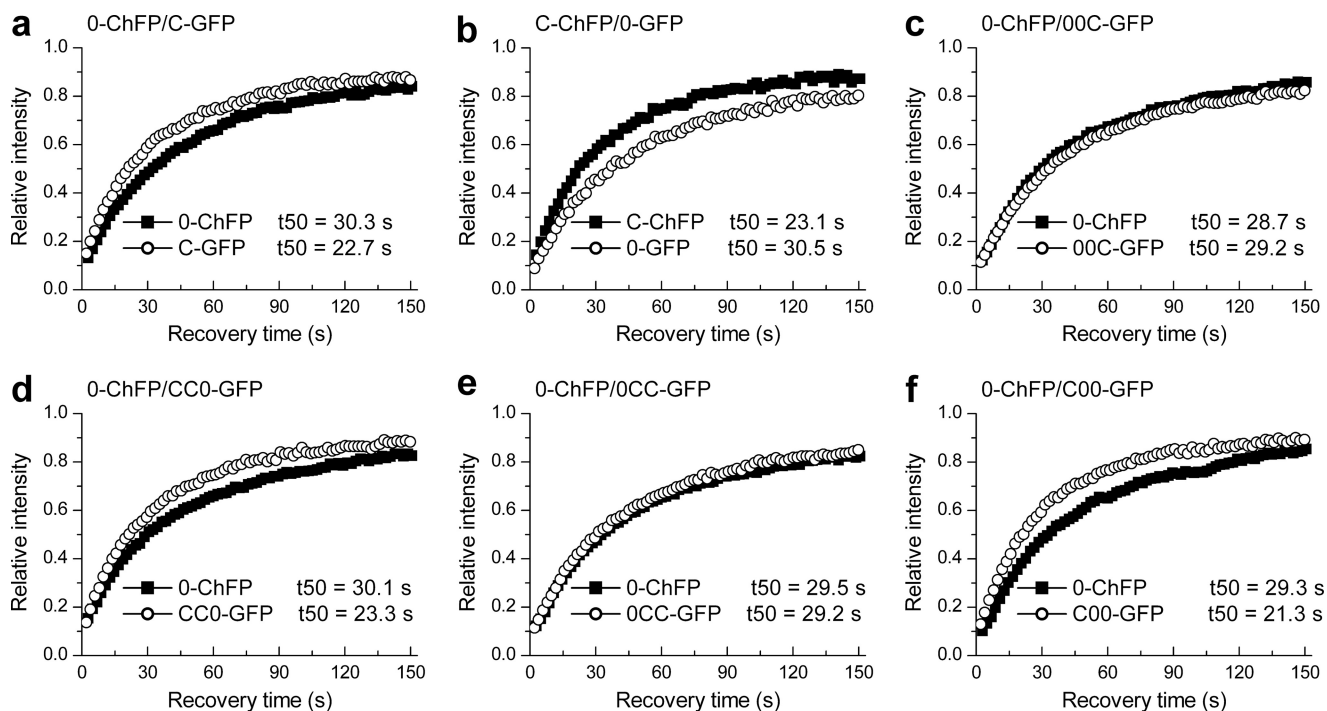 a 0-ChFP/C-GFP
Relative intensity
1.0
0.8
0.6
0.4
0.2
0.0
0-ChFP t50 = 30.3 s
C-GFP t50 = 22.7 s
0 30 60 90 120 150
Recovery time (s)
b C-ChFP/0-GFP
Relative intensity
1.0
0.8
0.6
0.4
0.2
0.0
C-ChFP t50 = 23.1 s
0-GFP t50 = 30.5 s
0 30 60 90 120 150
Recovery time (s)
c 0-ChFP/00C-GFP
Relative intensity
1.0
0.8
0.6
0.4
0.2
0.0
0-ChFP t50 = 28.7 s
00C-GFP t50 = 29.2 s
0 30 60 90 120 150
Recovery time (s)
d 0-ChFP/CC0-GFP
Relative intensity
1.0
0.8
0.6
0.4
0.2
0.0
0-ChFP t50 = 30.1 s
CC0-GFP t50 = 23.3 s
0 30 60 90 120 150
Recovery time (s)
e 0-ChFP/0CC-GFP
Relative intensity
1.0
0.8
0.6
0.4
0.2
0.0
0-ChFP t50 = 29.5 s
0CC-GFP t50 = 29.2 s
0 30 60 90 120 150
Recovery time (s)
f 0-ChFP/C00-GFP
Relative intensity
1.0
0.8
0.6
0.4
0.2
0.0
0-ChFP t50 = 29.3 s
C00-GFP t50 = 21.3 s
0 30 60 90 120 150
Recovery time (s)